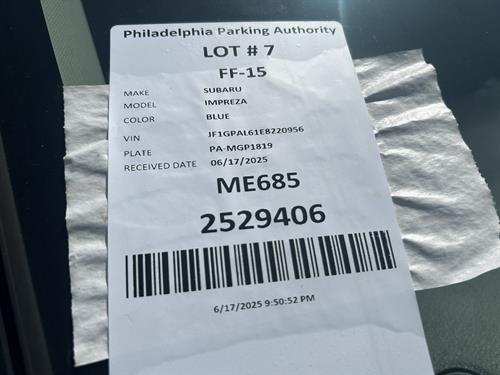 Philadelphia Parking Authority
LOT # 7
FF-15
MAKE SUBARU
MODEL IMPREZA
COLOR BLUE
VIN JF1GPAL61E8220956
PLATE PA-MGP1819
RECEIVED DATE 06/17/2025
ME685
2529406
6/17/2025 9:50:52 PM